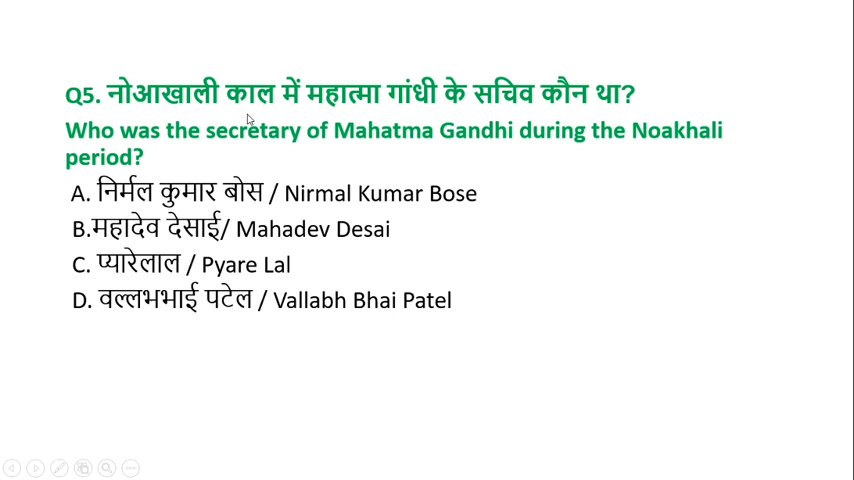 Q5. नोआखाली काल में महात्मा गांधी के सचिव कौन था?
Who was the secretary of Mahatma Gandhi during the Noakhali
period?
A. निर्मल कुमार बोस / Nirmal Kumar Bose
B.महादेव देसाई/ Mahadev Desai
C. प्यारेलाल / Pyare Lal
D. वल्लभभाई पटेल / Vallabh Bhai Patel